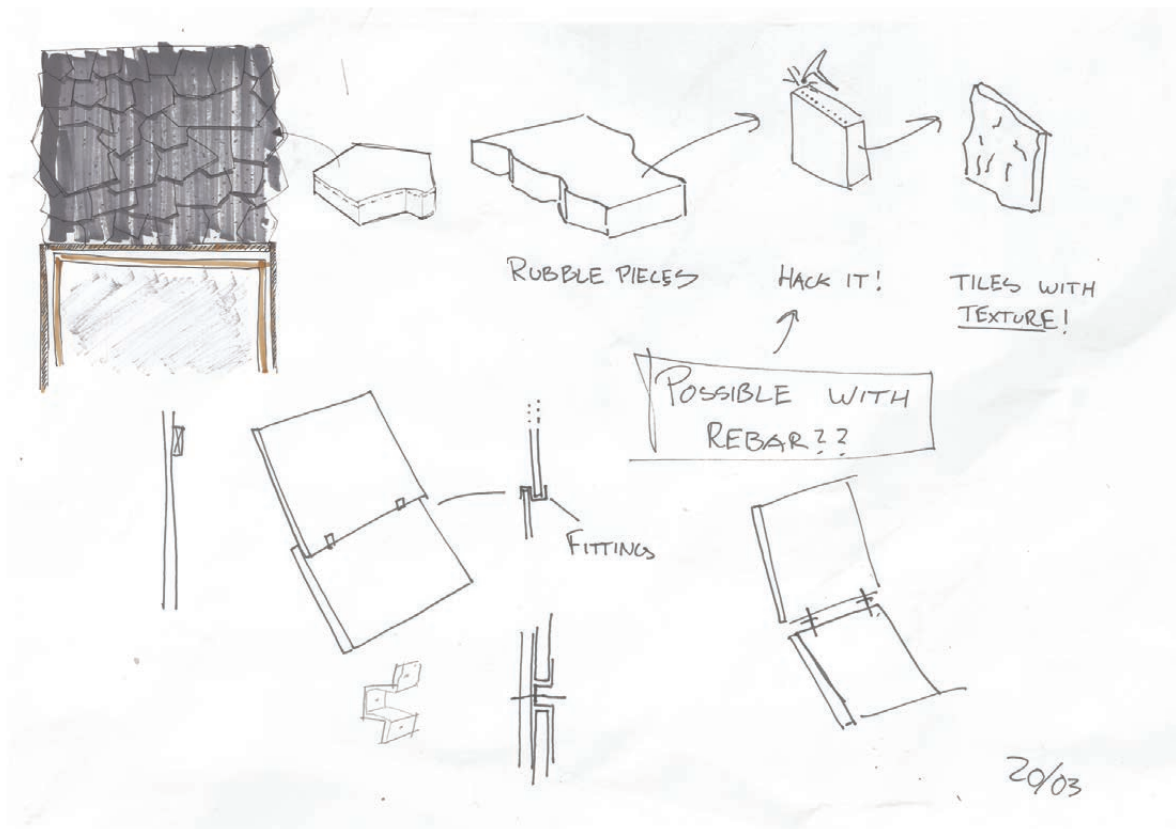 RUBBLE PIECES
HACK IT!
TILES WITH
TEXTURE!
POSSIBLE WITH
REBAR??
FITTINGS
20/03